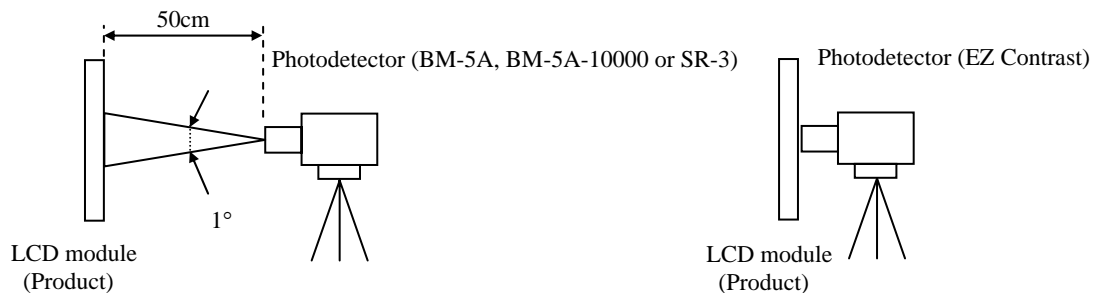 50cm
Photodetector (BM-5A, BM-5A-10000 or SR-3)
1°
LCD module
(Product)
Photodetector (EZ Contrast)
LCD module
(Product)